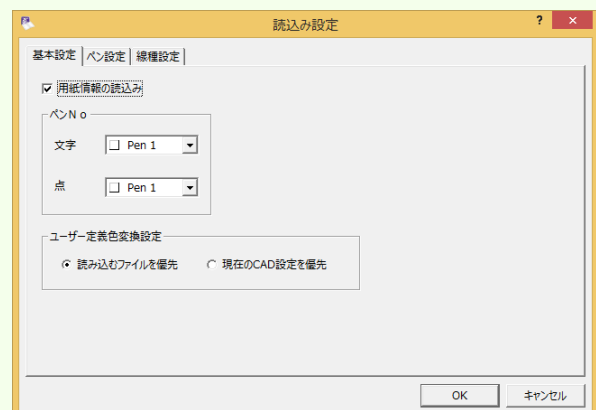 読込み設定
? ×
基本設定 ペン設定 線種設定
用紙情報の読込み
ペンNo
文字 Pen 1
点 Pen 1
ユーザー定義色変換設定
読み込むファイルを優先 現在のCAD設定を優先
OK キャンセル